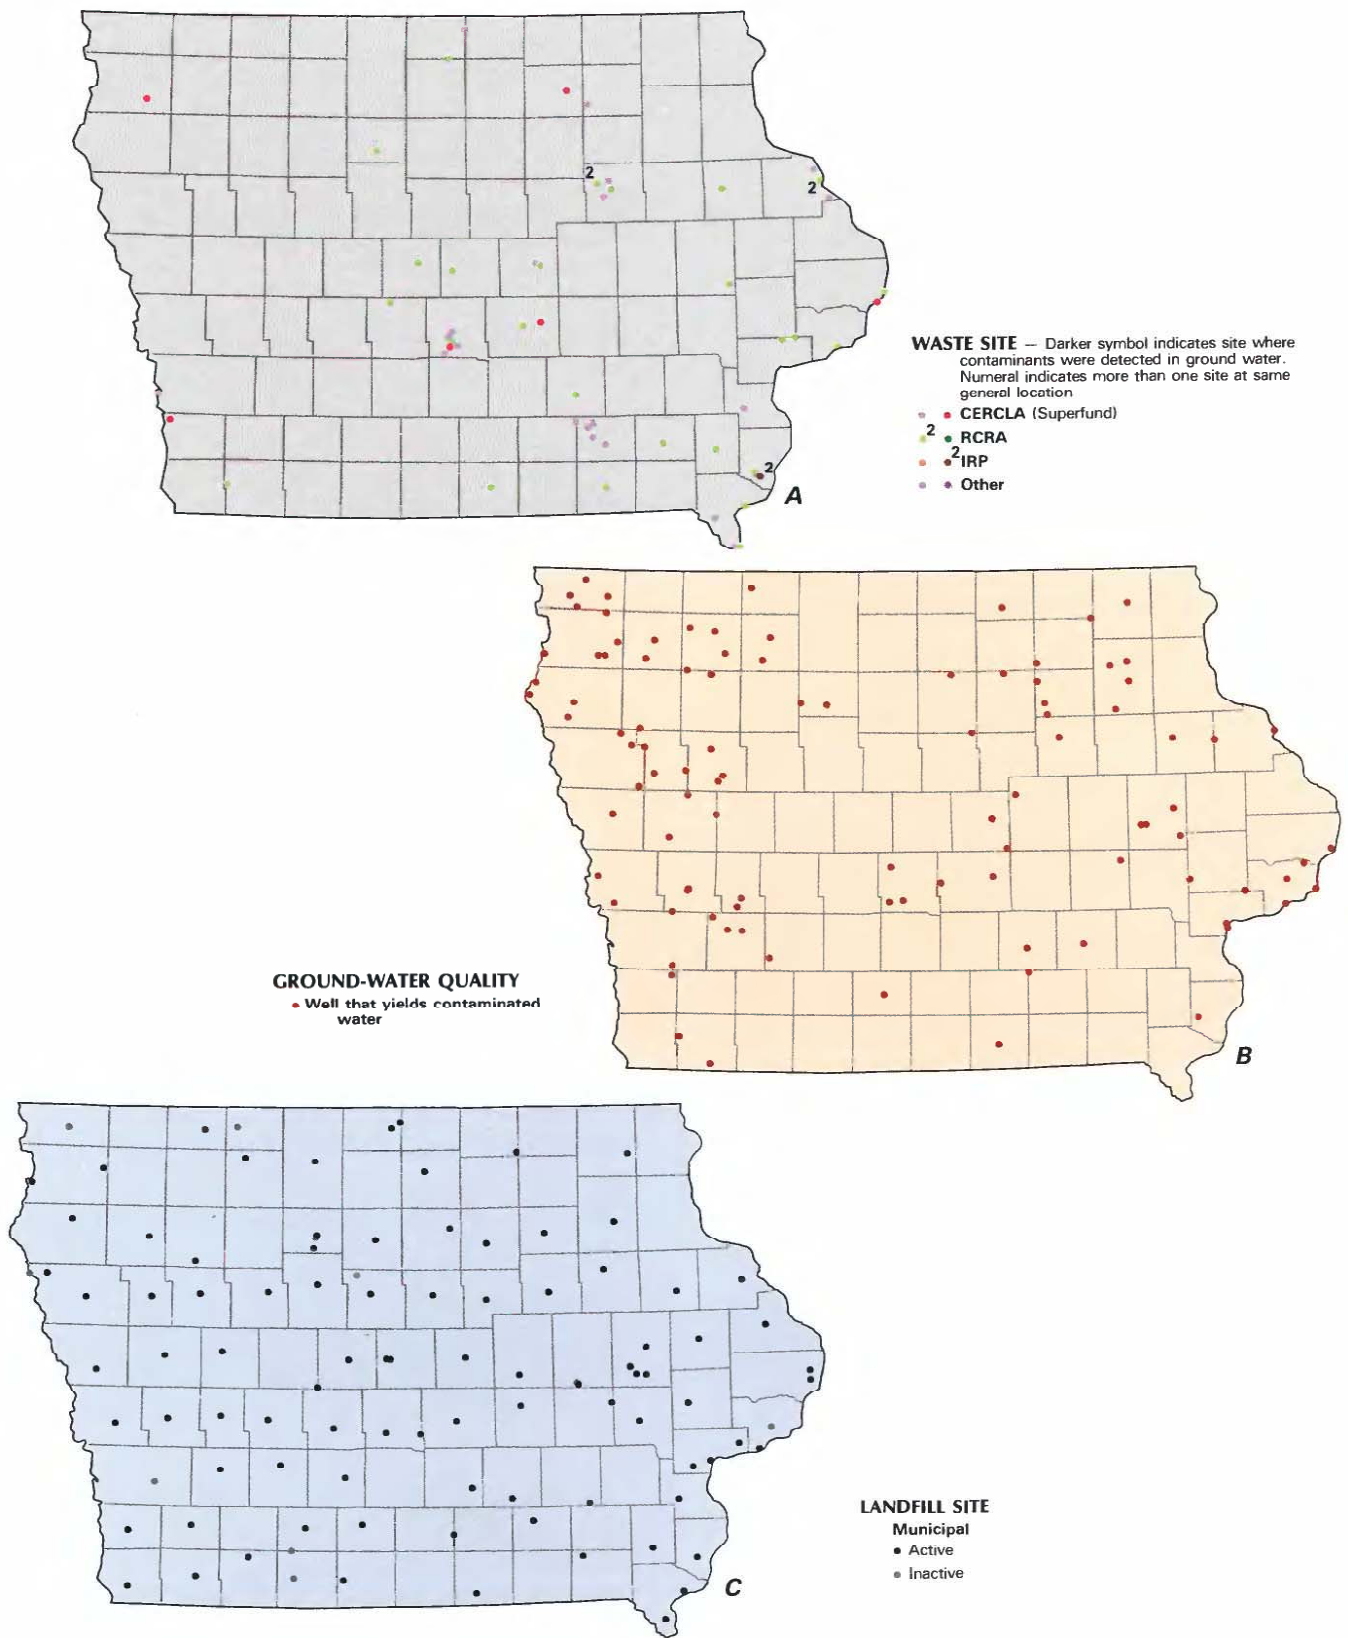 2
2
WASTE SITE — Darker symbol indicates site where
contaminants were detected in ground water.
Numeral indicates more than one site at same
general location
CERCLA (Superfund)
2 RCRA
2 IRP
Other
2
A
GROUND-WATER QUALITY
Well that yields contaminated
water
B
LANDFILL SITE
Municipal
Active
Inactive
C